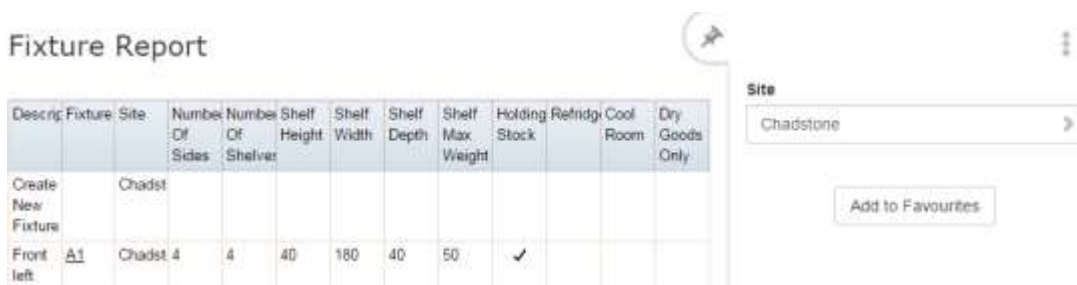 Fixture Report
Site
Chadstone
Add to Favourites
Descrip Fixture Site Number Of Sides Number Of Shelves Shelf Height Shelf Width Shelf Depth Shelf Max Weight Holding Stock Refridge Cool Room Dry Goods Only
Create New Fixture Chadst
Front left A1 Chadst 4 4 40 180 40 50 ✓